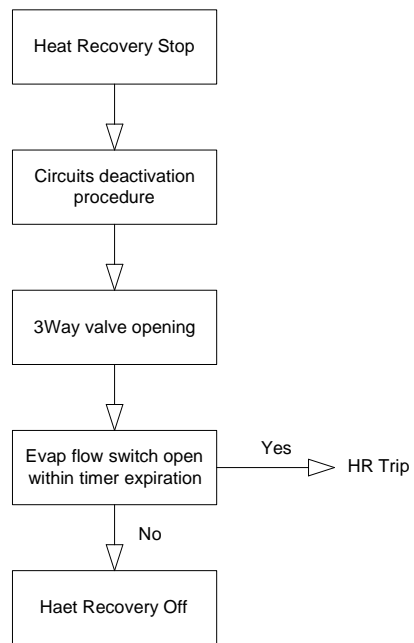 Heat Recovery Stop
Circuits deactivation
procedure
3Way valve opening
Evap flow switch open
within timer expiration
Yes
HR Trip
No
Haet Recovery Off